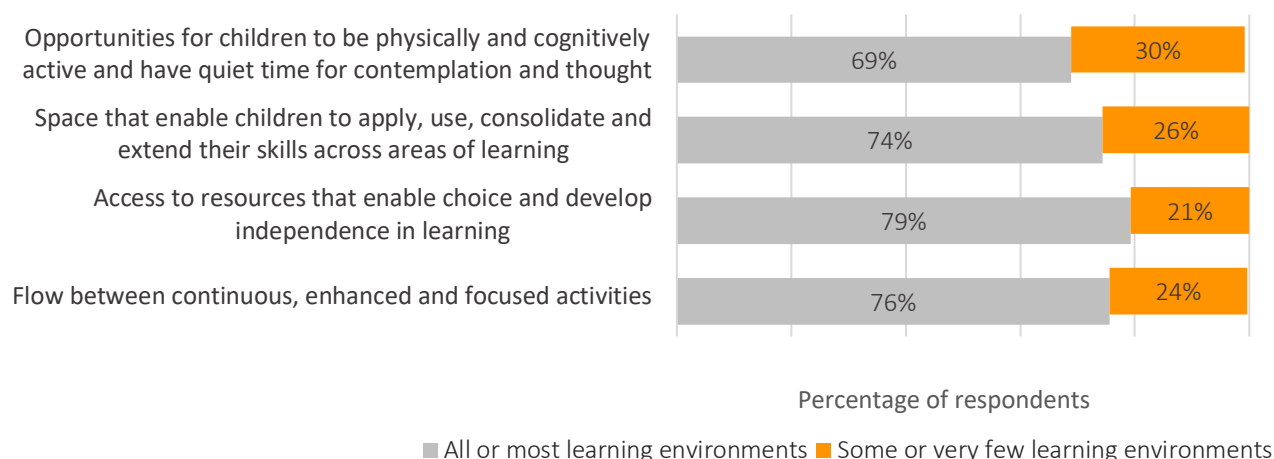 Opportunities for children to be physically and cognitively
active and have quiet time for contemplation and thought
69%
30%
Space that enable children to apply, use, consolidate and
extend their skills across areas of learning
74%
26%
Access to resources that enable choice and develop
independence in learning
79%
21%
Flow between continuous, enhanced and focused activities
76%
24%
Percentage of respondents
All or most learning environments
Some or very few learning environments